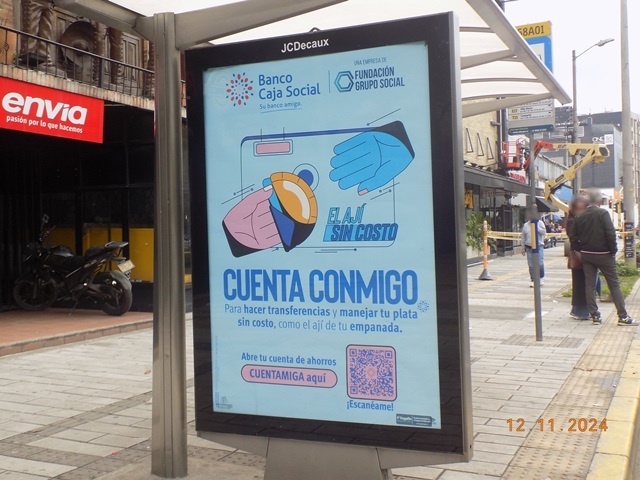 JCDecaux
Banco
Caja Social
Su banco amigo.
UNA EMPRESA DE
FUNDACIÓN
GRUPO SOCIAL
envía
pasión por lo que hacemos
EL AJÍ
SIN COSTO
CUENTA CONMIGO
Para hacer transferencias y manejar tu plata
sin costo, como el ají de tu empanada.
Abre tu cuenta de ahorros
CUENTAMIGA aquí
¡Escanéame!
12 11 2024